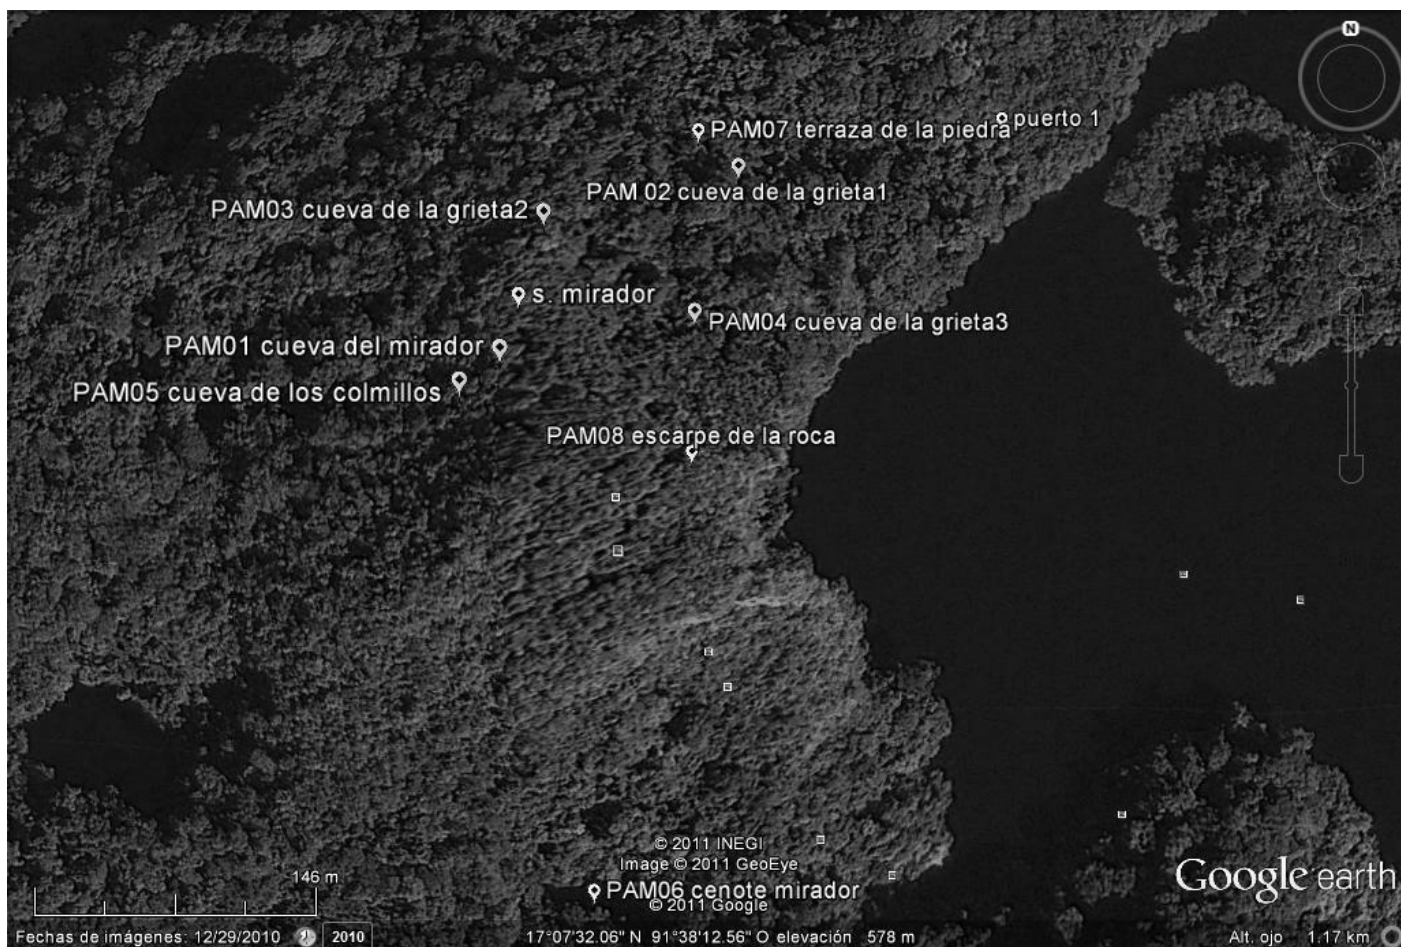 N
puerto 1
PAM07 terraza de la piedra
PAM 02 cueva de la grieta1
PAM03 cueva de la grieta2
s. mirador
PAM04 cueva de la grieta3
PAM01 cueva del mirador
PAM05 cueva de los colmillos
PAM08 escarpe de la roca
© 2011 INEGI
Image © 2011 GeoEye
146 m
Google earth
PAM06 cenote mirador
© 2011 Google
Fechas de imágenes: 12/29/2010 2010 17°07'32.06" N 91°38'12.56" O elevación 578 m Alt. ojo 1.17 km